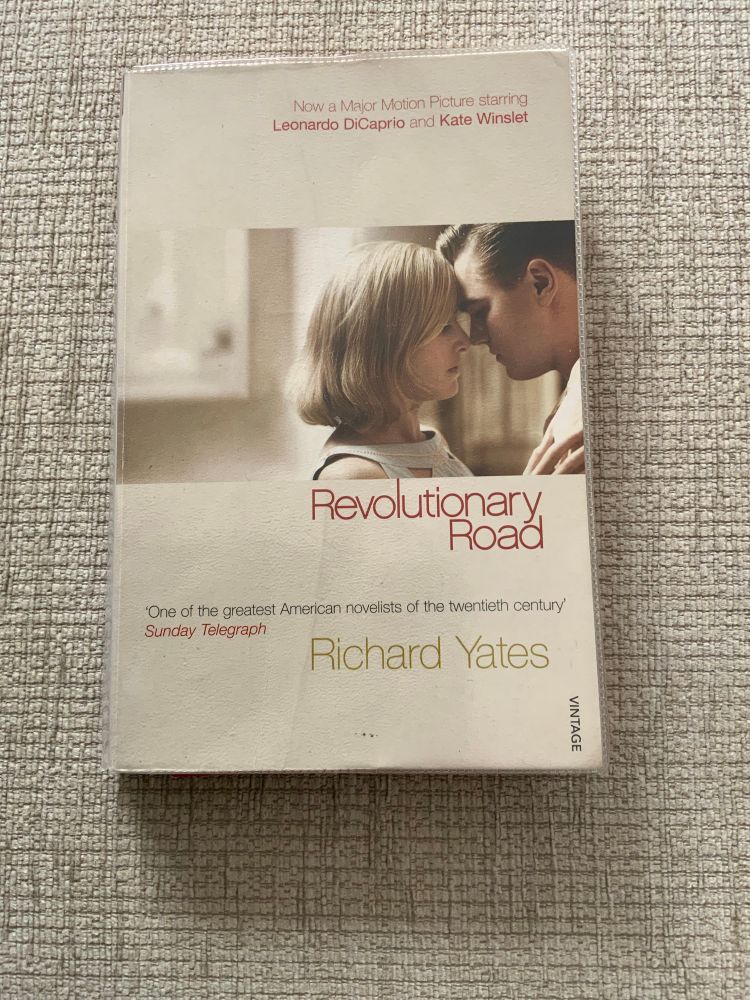 Now a Major Motion Picture starring
Leonardo DiCaprio and Kate Winslet
Revolutionary
Road
'One of the greatest American novelists of the twentieth century'
Sunday Telegraph
Richard Yates
VINTAGE